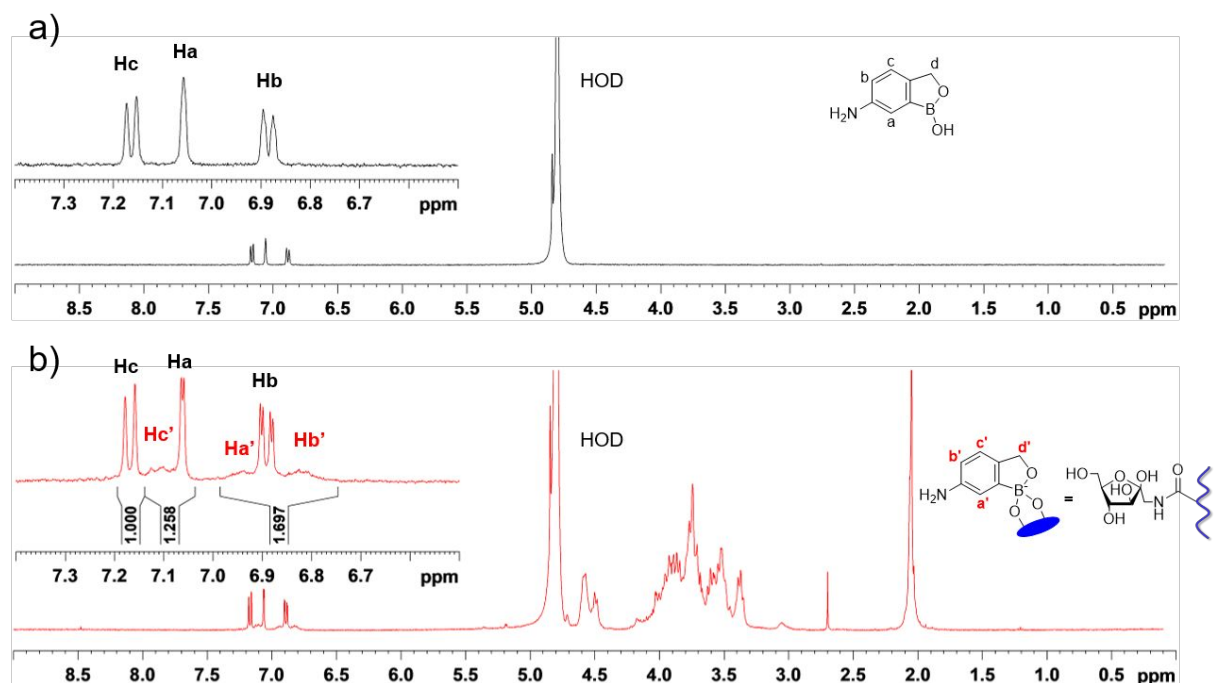 a)
Hc
Ha
Hb
HOD
c
d
b
O
B
H₂N
a
OH
7.3 7.2 7.1 7.0 6.9 6.8 6.7 ppm
8.5 8.0 7.5 7.0 6.5 6.0 5.5 5.0 4.5 4.0 3.5 3.0 2.5 2.0 1.5 1.0 0.5 ppm
b)
Hc
Ha
Hb
Hc'
Ha'
Hb'
HOD
c'
d'
b'
O
B-
H₂N
a'
O
O
=
HO
O
OH
HO
OH
N
H
O
1.000
1.258
1.697
7.3 7.2 7.1 7.0 6.9 6.8 6.7 ppm
8.5 8.0 7.5 7.0 6.5 6.0 5.5 5.0 4.5 4.0 3.5 3.0 2.5 2.0 1.5 1.0 0.5 ppm